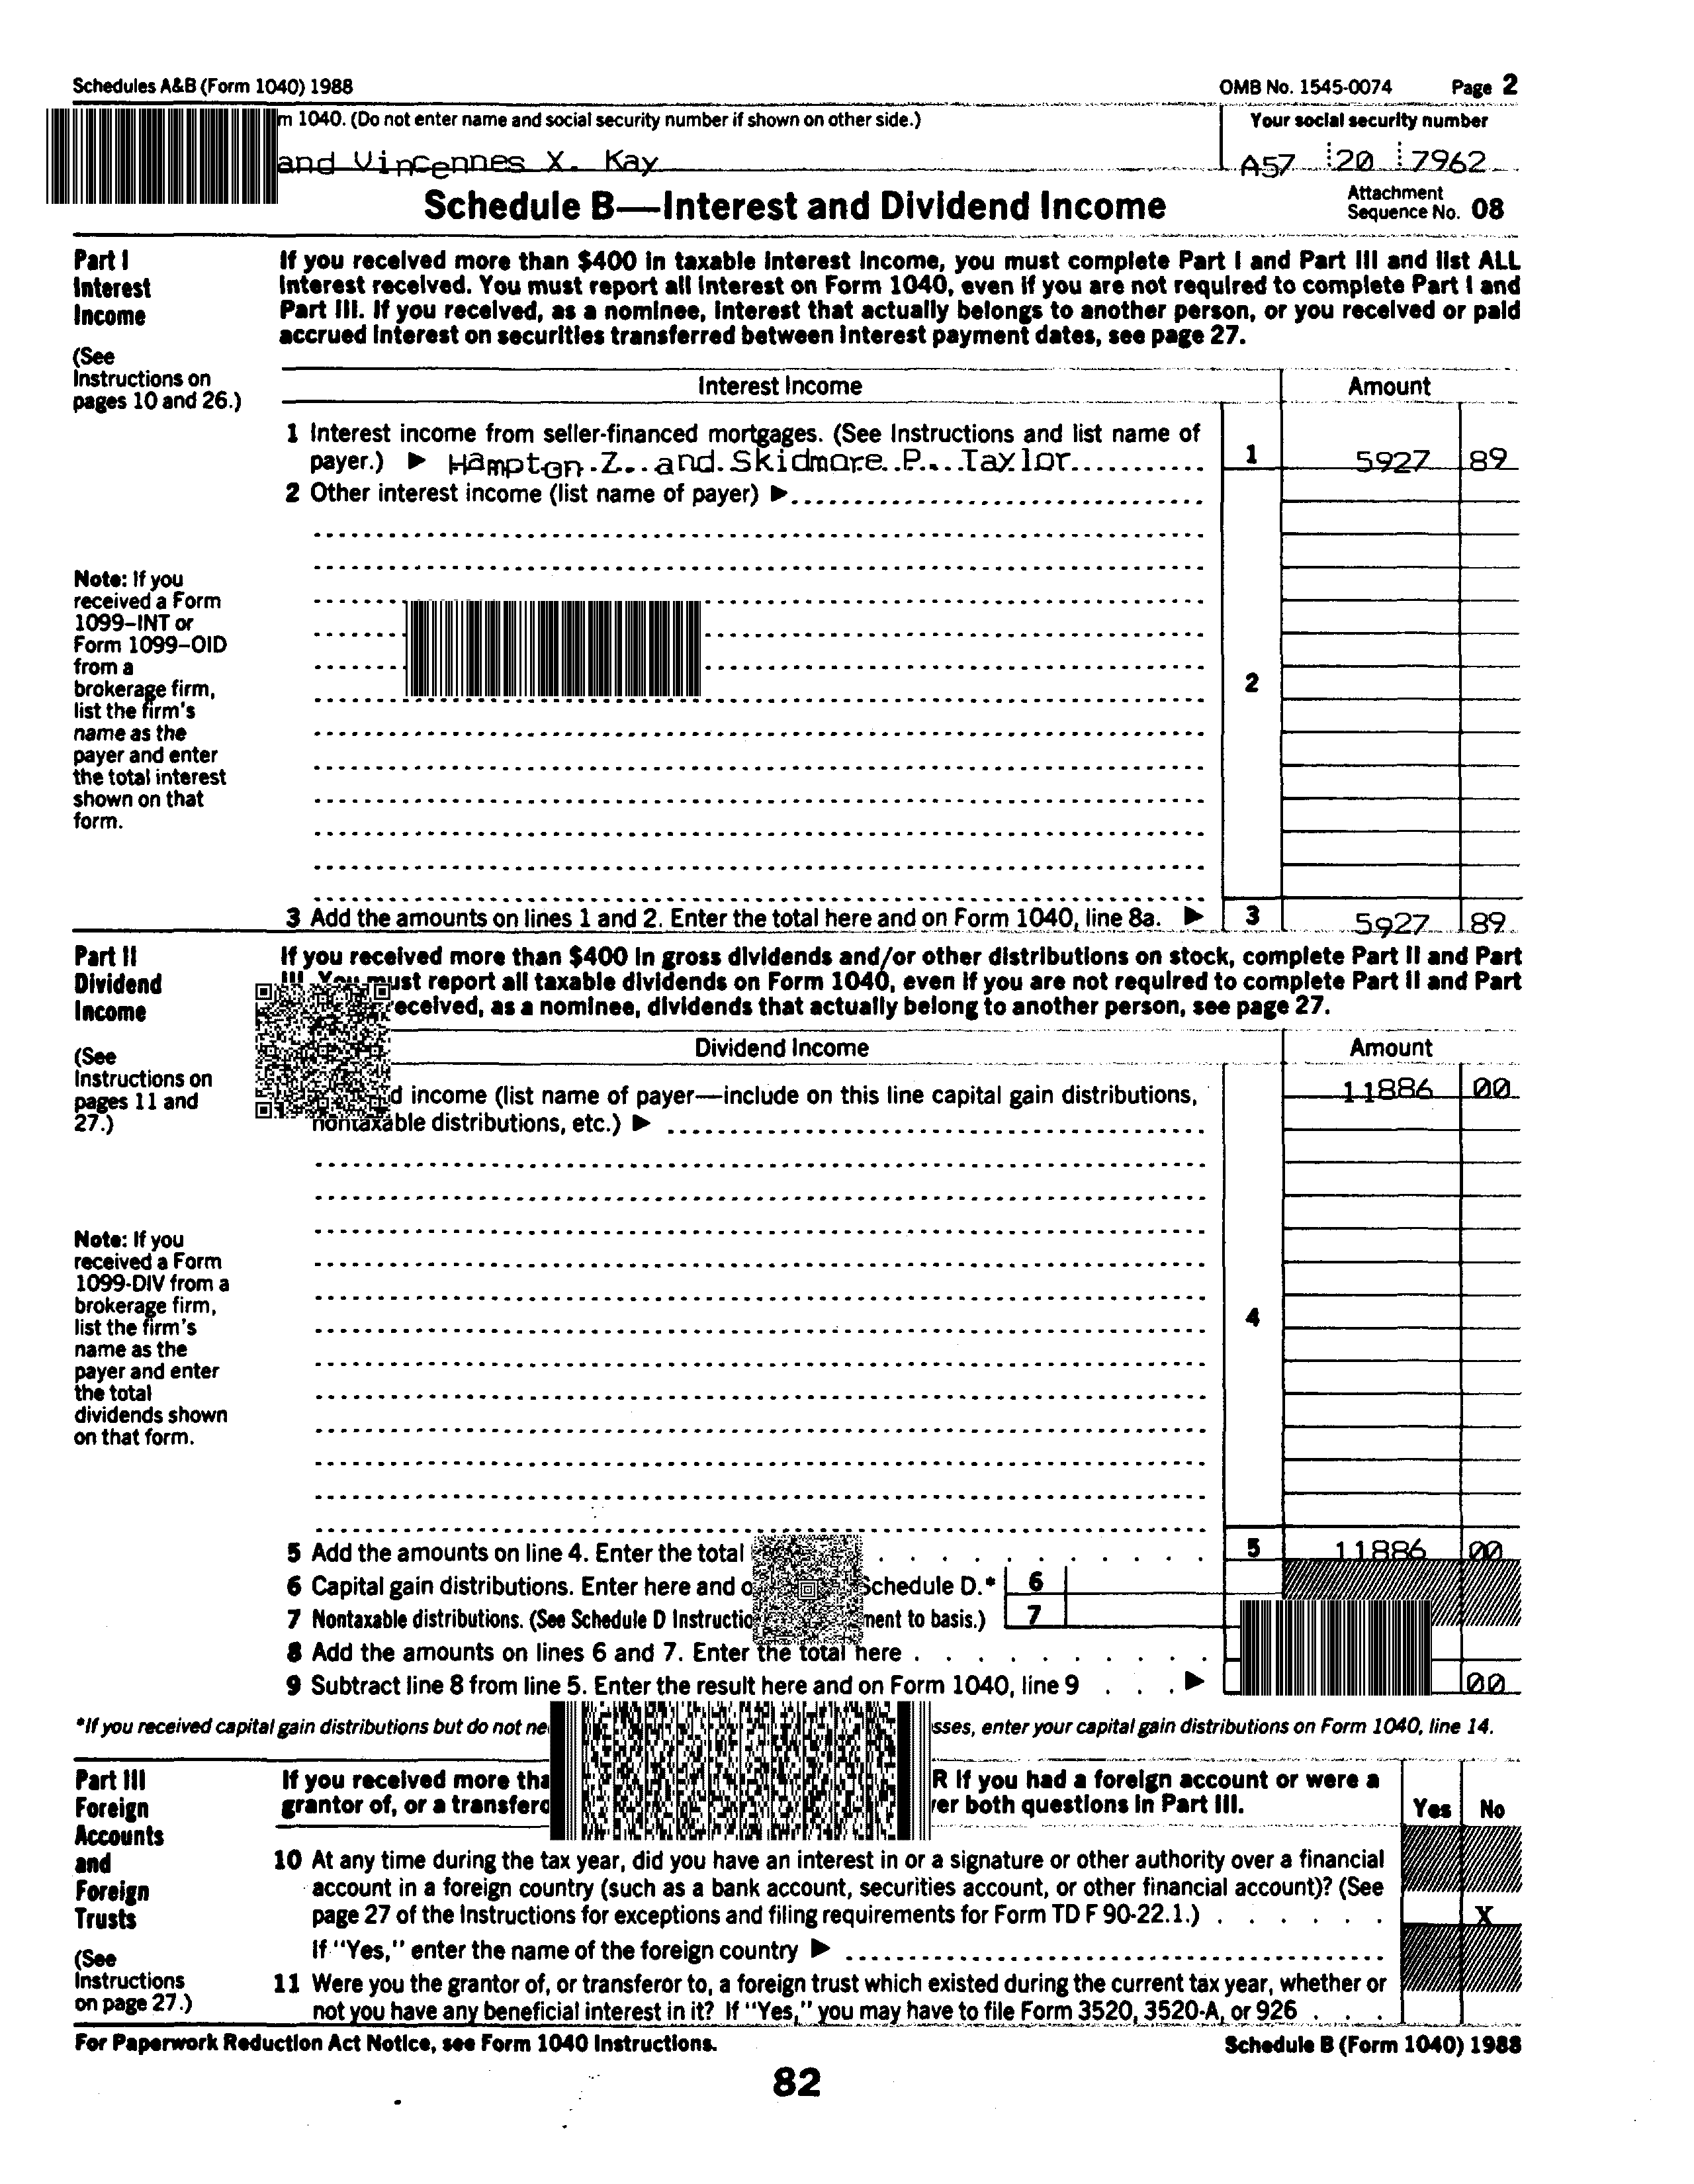 Schedules A&B (Form 1040) 1988 OMB No. 1545-0074 Page 2
m 1040. (Do not enter name and social security number if shown on other side.) Your social security number
and Vincennes X. Kay A57 20 7962
Schedule B—Interest and Dividend Income Attachment Sequence No. 08
Part I
Interest
Income
(See
Instructions on
pages 10 and 26.)
If you received more than $400 in taxable interest income, you must complete Part I and Part III and list ALL
interest received. You must report all interest on Form 1040, even if you are not required to complete Part I and
Part III. If you received, as a nominee, interest that actually belongs to another person, or you received or paid
accrued interest on securities transferred between interest payment dates, see page 27.
Interest Income Amount
1 Interest income from seller-financed mortgages. (See Instructions and list name of
payer.) ▶ Hampton Z. and Skidmore P. Taylor 1 5927 89
2 Other interest income (list name of payer) ▶
Note: If you
received a Form
1099–INT or
Form 1099–OID
from a
brokerage firm,
list the firm's
name as the
payer and enter
the total interest
shown on that
form.
2
3 Add the amounts on lines 1 and 2. Enter the total here and on Form 1040, line 8a. ▶ 3 5927 89
Part II
Dividend
Income
(See
Instructions on
pages 11 and
27.)
If you received more than $400 in gross dividends and/or other distributions on stock, complete Part II and Part
III. You must report all taxable dividends on Form 1040, even if you are not required to complete Part II and Part
eceived, as a nominee, dividends that actually belong to another person, see page 27.
Dividend Income Amount
d income (list name of payer—include on this line capital gain distributions, 11886 00
nontaxable distributions, etc.) ▶
Note: If you
received a Form
1099-DIV from a
brokerage firm,
list the firm's
name as the
payer and enter
the total
dividends shown
on that form.
4
5 Add the amounts on line 4. Enter the total 5 11886 00
6 Capital gain distributions. Enter here and o Schedule D.* 6
7 Nontaxable distributions. (See Schedule D Instructio ment to basis.) 7
8 Add the amounts on lines 6 and 7. Enter the total here
9 Subtract line 8 from line 5. Enter the result here and on Form 1040, line 9 ▶ 00
*If you received capital gain distributions but do not ne sses, enter your capital gain distributions on Form 1040, line 14.
Part III
Foreign
Accounts
and
Foreign
Trusts
(See
Instructions
on page 27.)
If you received more tha R If you had a foreign account or were a
grantor of, or a transfero er both questions in Part III. Yes No
10 At any time during the tax year, did you have an interest in or a signature or other authority over a financial
account in a foreign country (such as a bank account, securities account, or other financial account)? (See
page 27 of the Instructions for exceptions and filing requirements for Form TD F 90-22.1.) X
If "Yes," enter the name of the foreign country ▶
11 Were you the grantor of, or transferor to, a foreign trust which existed during the current tax year, whether or
not you have any beneficial interest in it? If "Yes," you may have to file Form 3520, 3520-A, or 926
For Paperwork Reduction Act Notice, see Form 1040 Instructions. Schedule B (Form 1040) 1988
82